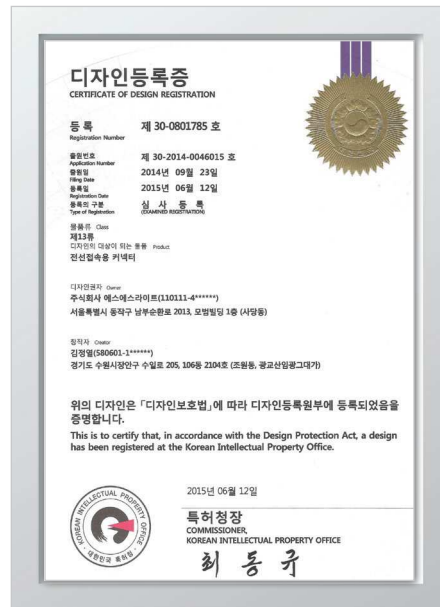 디자인등록증
CERTIFICATE OF DESIGN REGISTRATION
등 록 제 30-0801785 호
Registration Number
출원번호 제 30-2014-0046015 호
Application Number
출원일 2014년 09월 23일
Filing Date
등록일 2015년 06월 12일
Registration Date
등록의 구분 심 사 등 록
Type of Registration (EXAMINED REGISTRATION)
물품류 Class
제13류
디자인의 대상이 되는 물품 Product
전선접속용 커넥터
디자인권자 Owner
주식회사 에스에스라이트(110111-4******)
서울특별시 동작구 남부순환로 2013, 모범빌딩 1층 (사당동)
창작자 Creator
김정열(580601-1******)
경기도 수원시장안구 수일로 205, 106동 2104호 (조원동, 광교산임광그대가)
위의 디자인은 「디자인보호법」에 따라 디자인등록원부에 등록되었음을
증명합니다.
This is to certify that, in accordance with the Design Protection Act, a design
has been registered at the Korean Intellectual Property Office.
2015년 06월 12일
특허청장
COMMISSIONER,
KOREAN INTELLECTUAL PROPERTY OFFICE
최동규
KOREAN INTELLECTUAL PROPERTY OFFICE
대한민국 특허청